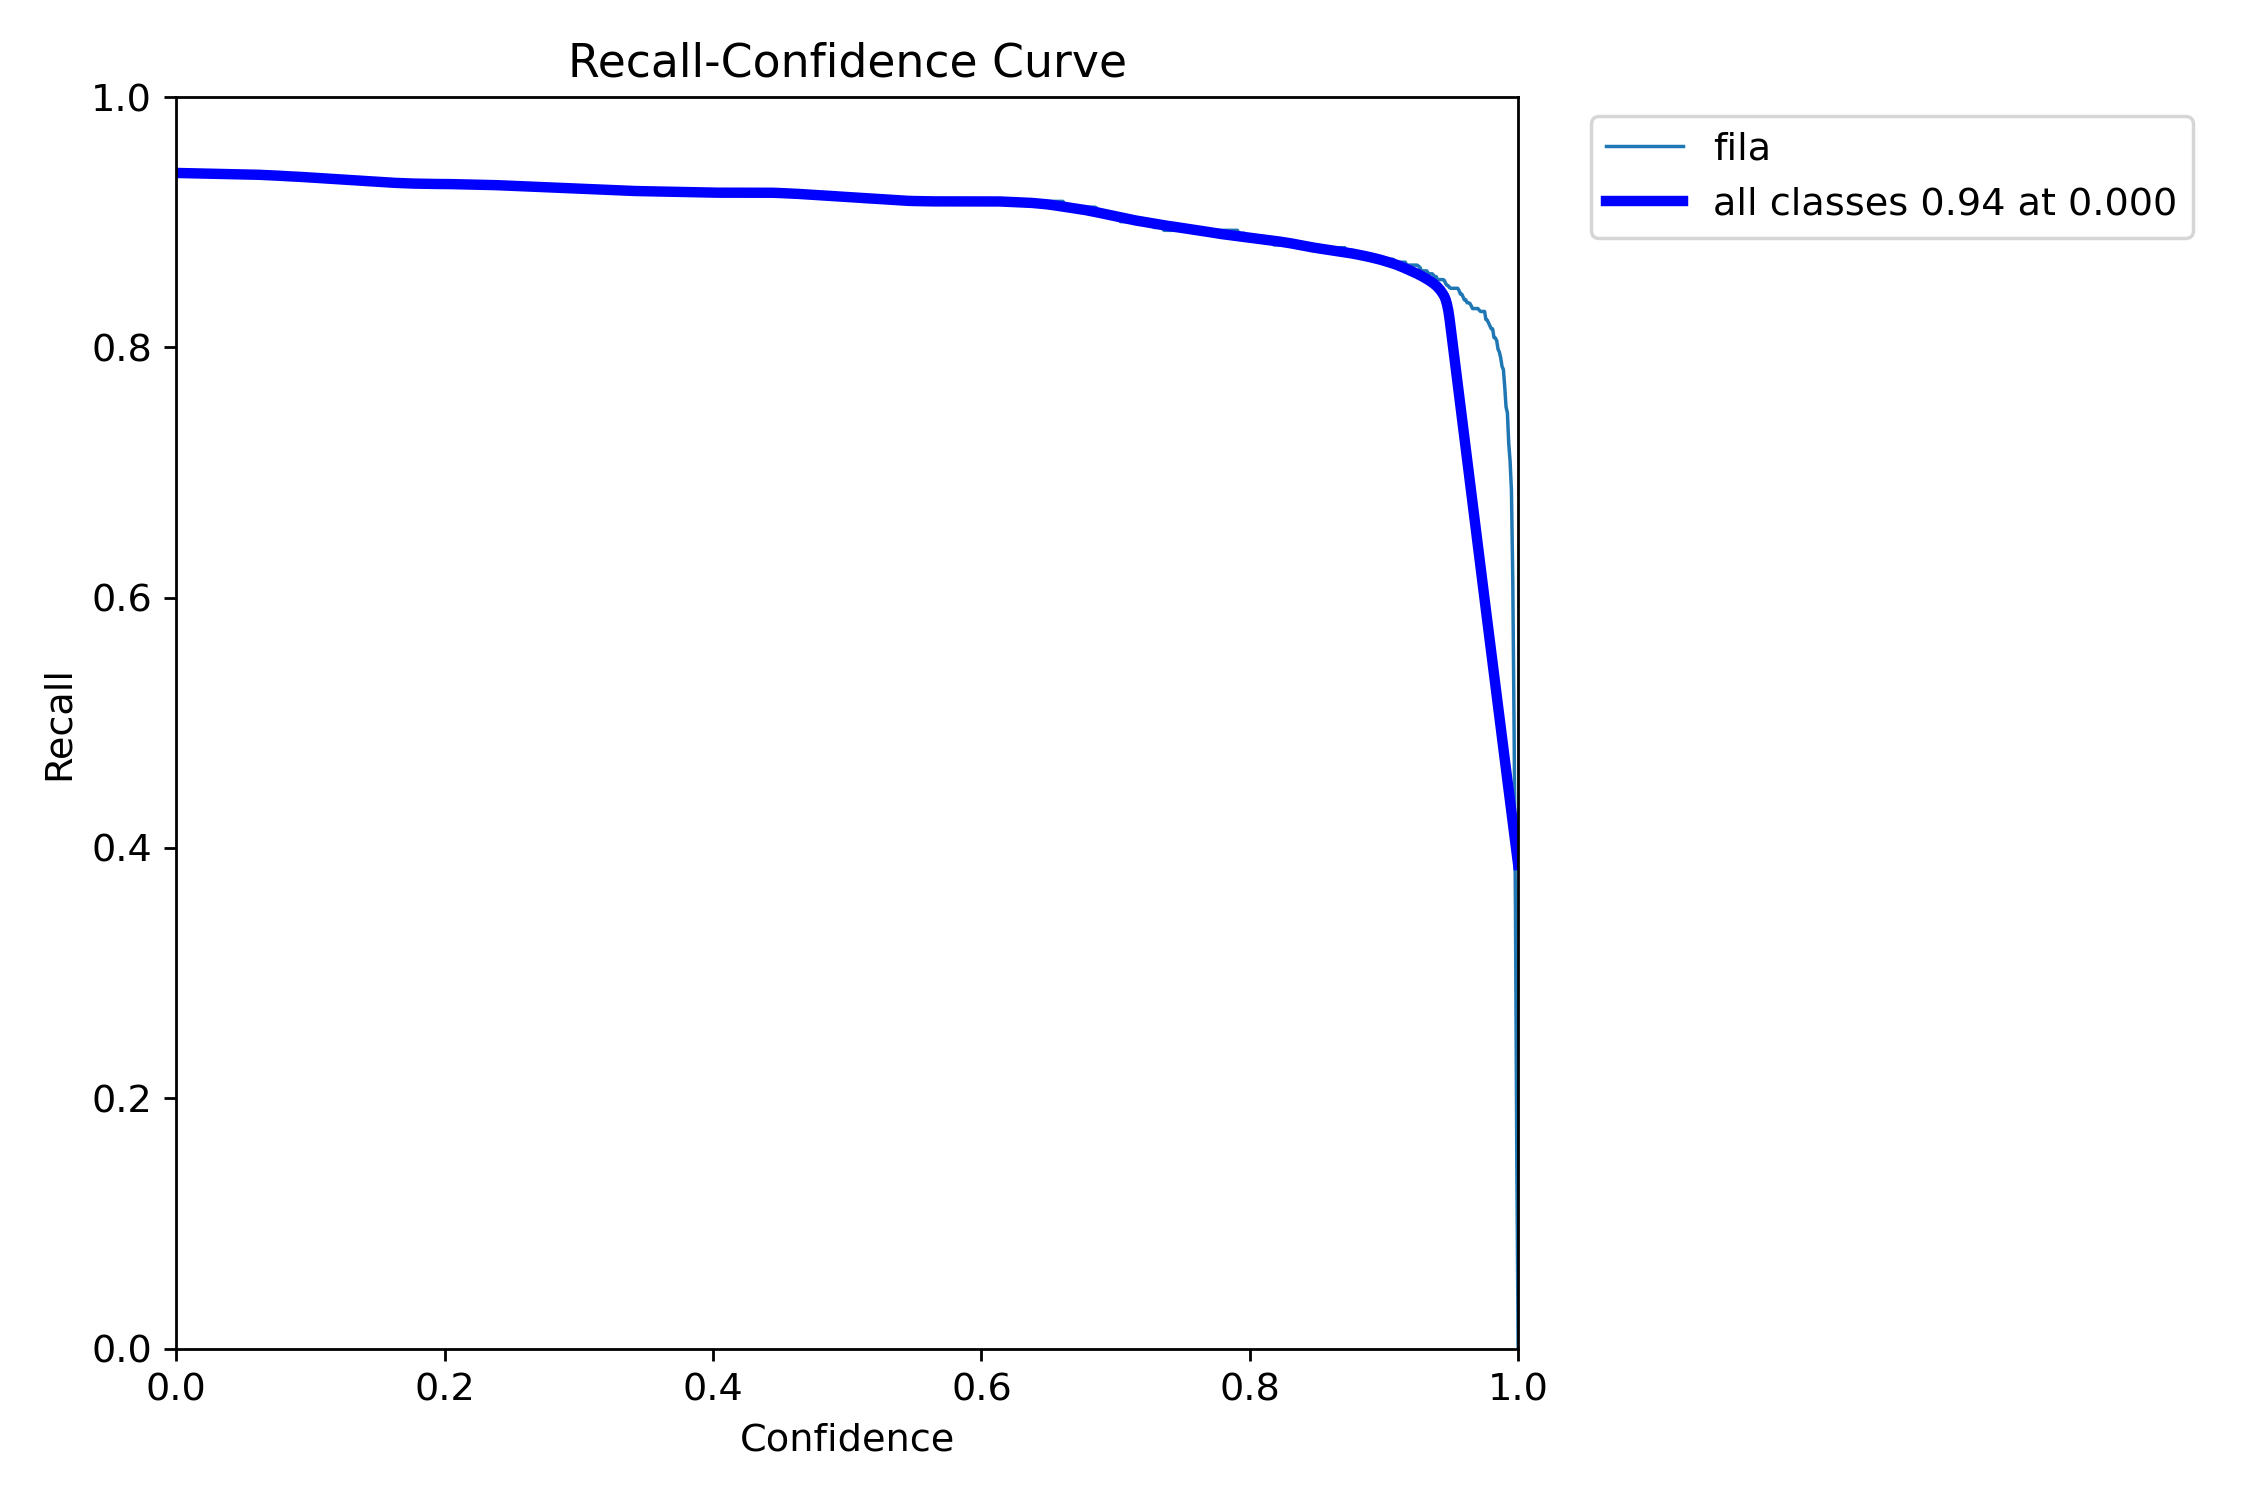 Recall-Confidence Curve
1.0
0.8
0.6
0.4
0.2
0.0
Recall
0.0 0.2 0.4 0.6 0.8 1.0
Confidence
fila
all classes 0.94 at 0.000